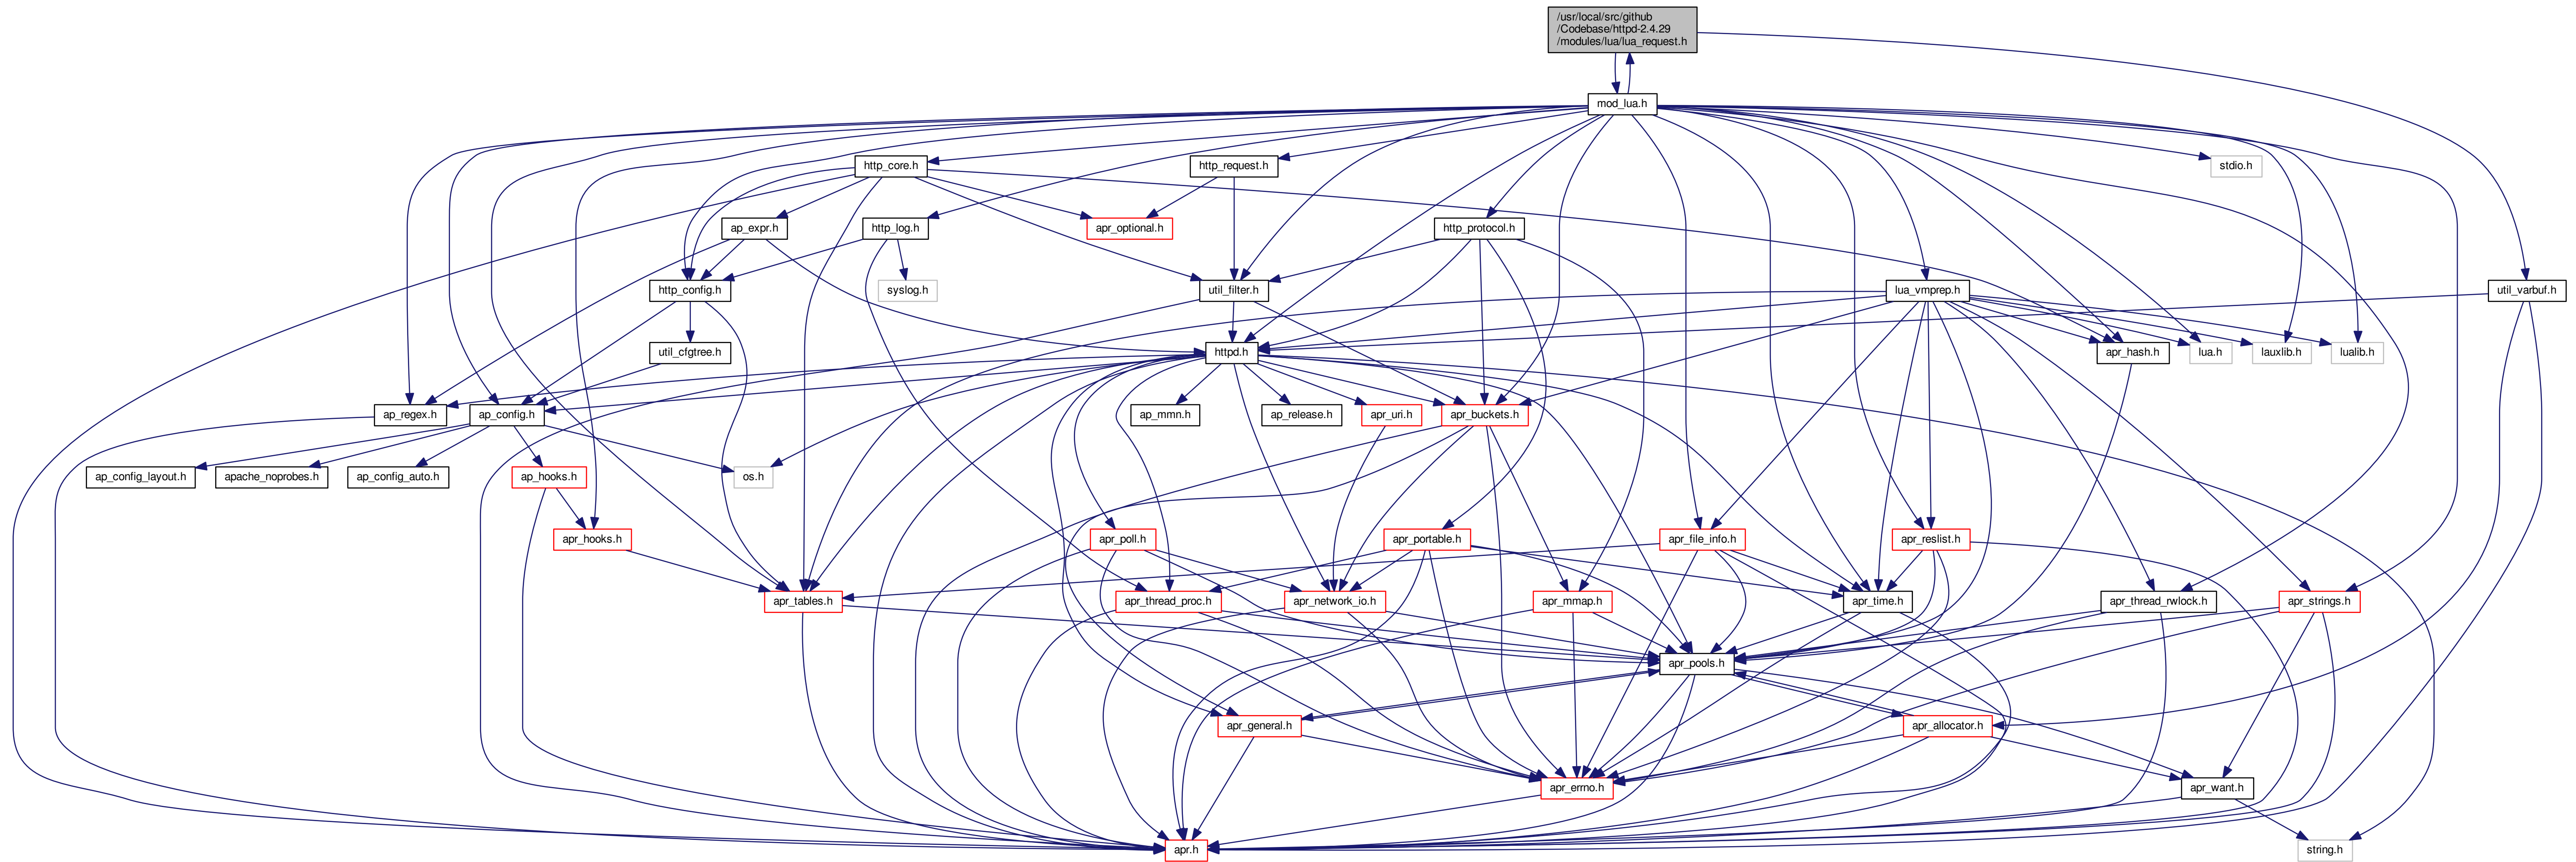 /usr/local/src/github
/Codebase/httpd-2.4.29
/modules/lua/lua_request.h
mod_lua.h
http_core.h
http_request.h
stdio.h
ap_expr.h
http_log.h
apr_optional.h
http_protocol.h
http_config.h
syslog.h
util_filter.h
lua_vmprep.h
util_varbuf.h
util_cfgtree.h
httpd.h
apr_hash.h
lua.h
lauxlib.h
lualib.h
ap_regex.h
ap_config.h
ap_mmn.h
ap_release.h
apr_uri.h
apr_buckets.h
ap_config_layout.h
apache_noprobes.h
ap_config_auto.h
ap_hooks.h
os.h
apr_hooks.h
apr_poll.h
apr_portable.h
apr_file_info.h
apr_reslist.h
apr_tables.h
apr_thread_proc.h
apr_network_io.h
apr_mmap.h
apr_time.h
apr_thread_rwlock.h
apr_strings.h
apr_pools.h
apr_general.h
apr_allocator.h
apr_errno.h
apr_want.h
apr.h
string.h